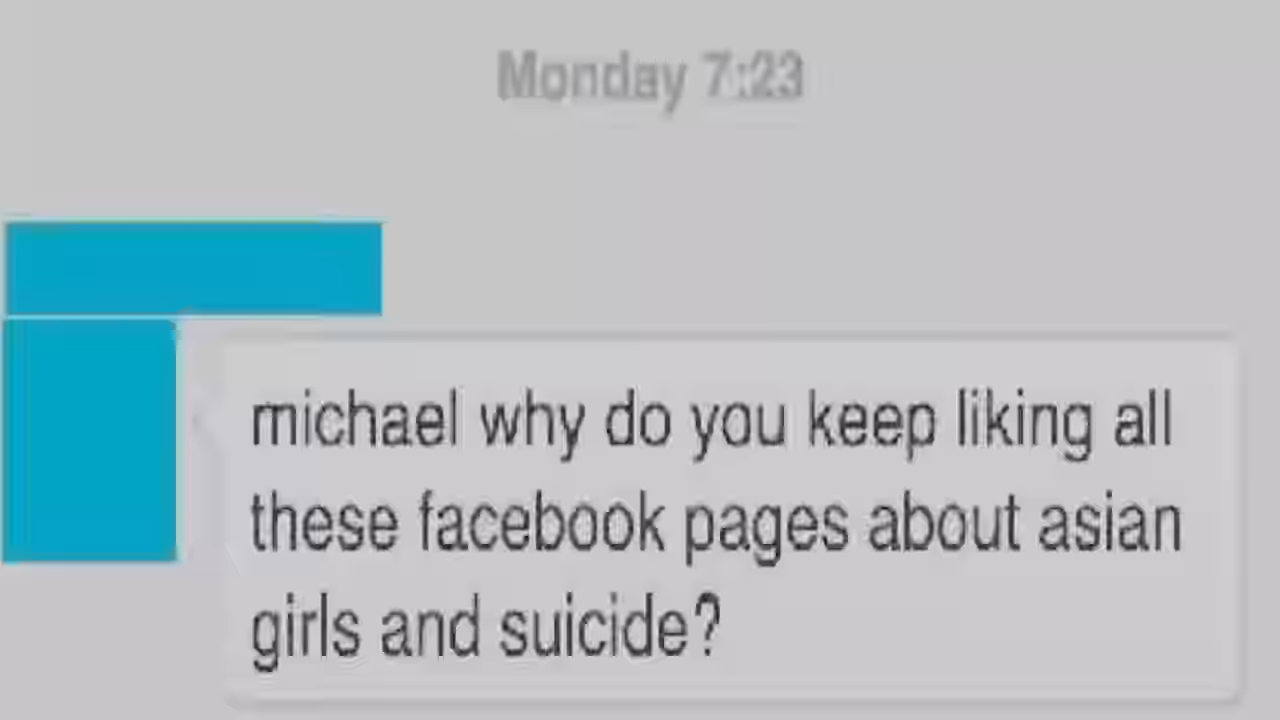 Monday 7:23
michael why do you keep liking all
these facebook pages about asian
girls and suicide?